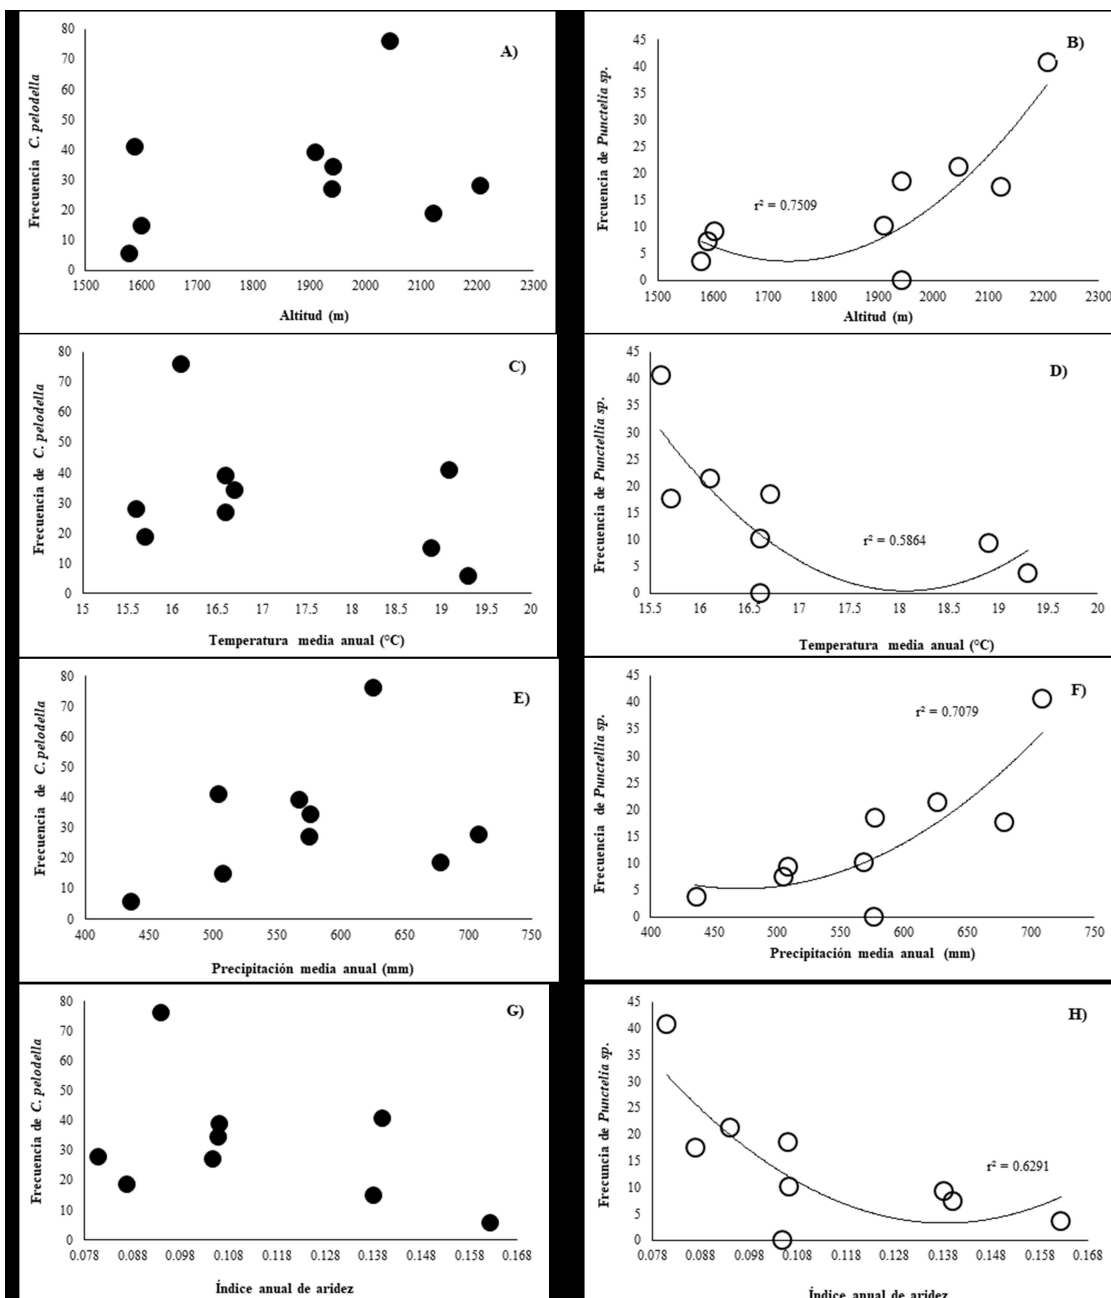 A)
Frecuencia C. pelodella
80
70
60
50
40
30
20
10
0
1500 1600 1700 1800 1900 2000 2100 2200 2300
Altitud (m)
B)
Frcuencia de Punctelia sp.
45
40
35
30
25
20
15
10
5
0
r² = 0.7509
1500 1600 1700 1800 1900 2000 2100 2200 2300
Altitud (m)
C)
Frecuencia de C. pelodella
80
70
60
50
40
30
20
10
0
15 15.5 16 16.5 17 17.5 18 18.5 19 19.5 20
Temperatura media anual (°C)
D)
Frecuencia de Punctellia sp.
45
40
35
30
25
20
15
10
5
0
r² = 0.5864
15.5 16 16.5 17 17.5 18 18.5 19 19.5 20
Temperatura media anual (°C)
E)
Frecuencia de C. pelodella
80
70
60
50
40
30
20
10
0
400 450 500 550 600 650 700 750
Precipitación media anual (mm)
F)
Frecuencia de Punctellia sp.
45
40
35
30
25
20
15
10
5
0
r² = 0.7079
400 450 500 550 600 650 700 750
Precipitación media anual (mm)
G)
Frecuencia de C. pelodella
80
70
60
50
40
30
20
10
0
0.078 0.088 0.098 0.108 0.118 0.128 0.138 0.148 0.158 0.168
Índice anual de aridez
H)
Frecuncia de Punctelia sp.
45
40
35
30
25
20
15
10
5
0
r² = 0.6291
0.078 0.088 0.098 0.108 0.118 0.128 0.138 0.148 0.158 0.168
Índice anual de aridez